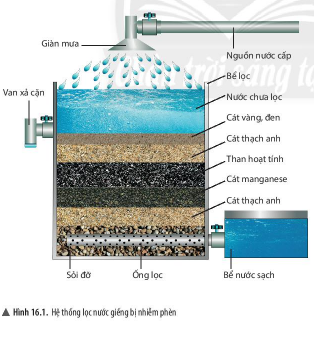 Giàn mưa
Nguồn nước cấp
Bể lọc
Van xả cặn
Nước chưa lọc
Cát vàng, đen
Cát thạch anh
Than hoạt tính
Cát manganese
Cát thạch anh
Sỏi đỡ
Ống lọc
Bể nước sạch
▲ Hình 16.1. Hệ thống lọc nước giếng bị nhiễm phèn